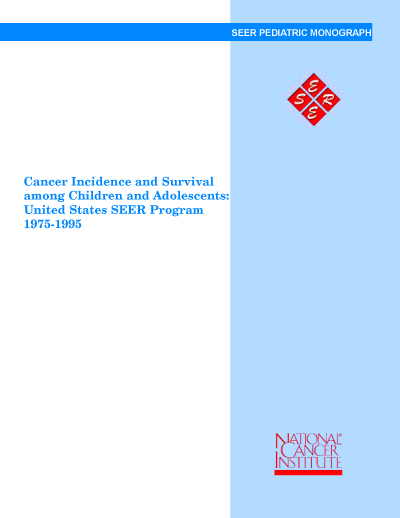 SEER PEDIATRIC MONOGRAPH
S E E R
Cancer Incidence and Survival
among Children and Adolescents:
United States SEER Program
1975-1995
NATIONAL®
CANCER
INSTITUTE